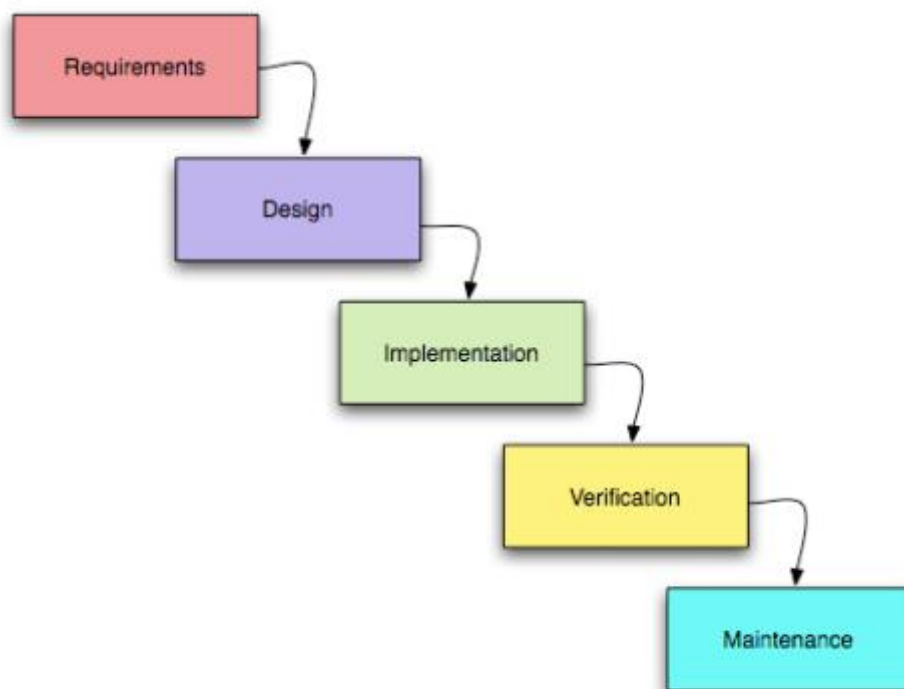 Requirements
Design
Implementation
Verification
Maintenance